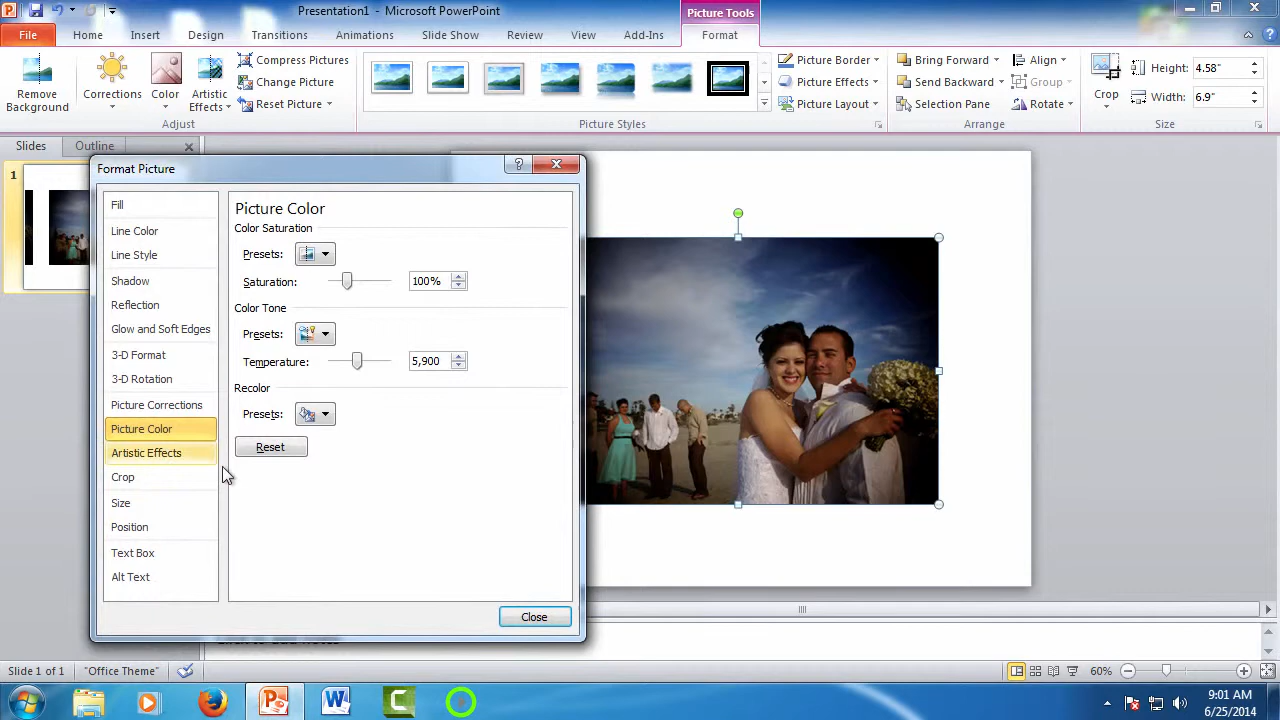 Presentation1 - Microsoft PowerPoint
Picture Tools
File Home Insert Design Transitions Animations Slide Show Review View Add-Ins Format
Remove Background
Corrections
Color
Artistic Effects
Compress Pictures
Change Picture
Reset Picture
Adjust
Picture Styles
Picture Border
Picture Effects
Picture Layout
Bring Forward
Send Backward
Selection Pane
Align
Group
Rotate
Arrange
Crop
Height: 4.58"
Width: 6.9"
Size
Slides Outline
1
Format Picture
Fill
Line Color
Line Style
Shadow
Reflection
Glow and Soft Edges
3-D Format
3-D Rotation
Picture Corrections
Picture Color
Artistic Effects
Crop
Size
Position
Text Box
Alt Text
Picture Color
Color Saturation
Presets:
Saturation: 100%
Color Tone
Presets:
Temperature: 5,900
Recolor
Presets:
Reset
Close
Slide 1 of 1 "Office Theme" 60%
9:01 AM
6/25/2014